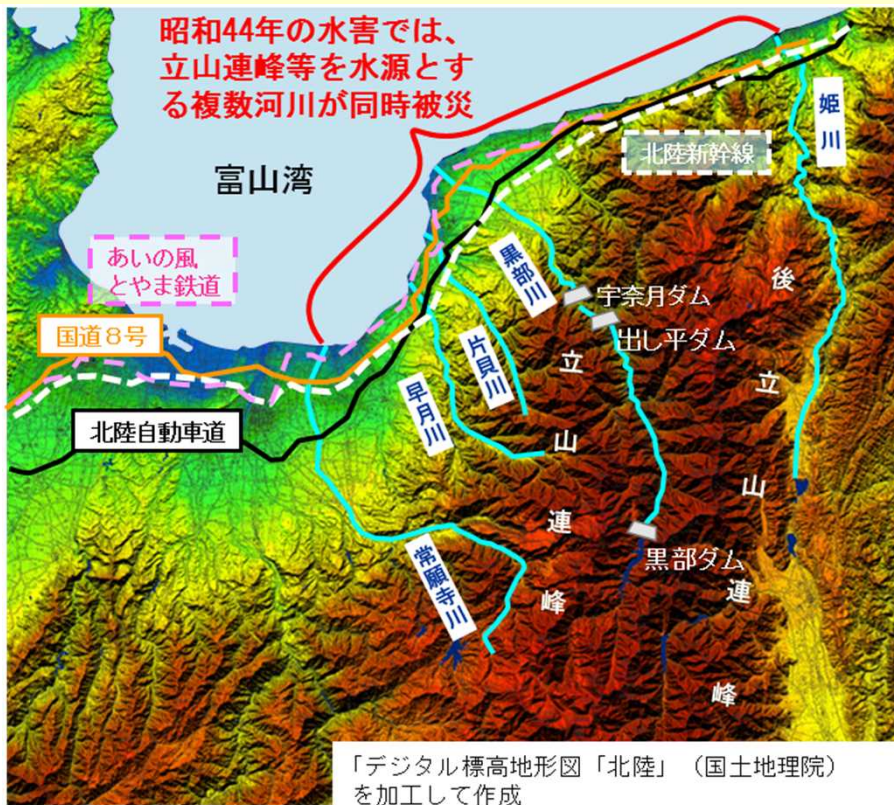 昭和44年の水害では、
立山連峰等を水源とす
る複数河川が同時被災
姫川
北陸新幹線
富山湾
あいの風
とやま鉄道
黒部川
宇奈月ダム
出し平ダム
国道8号
片貝川
早月川
北陸自動車道
立山連峰
後立山連峰
黒部ダム
常願寺川
「デジタル標高地形図「北陸」（国土地理院）
を加工して作成